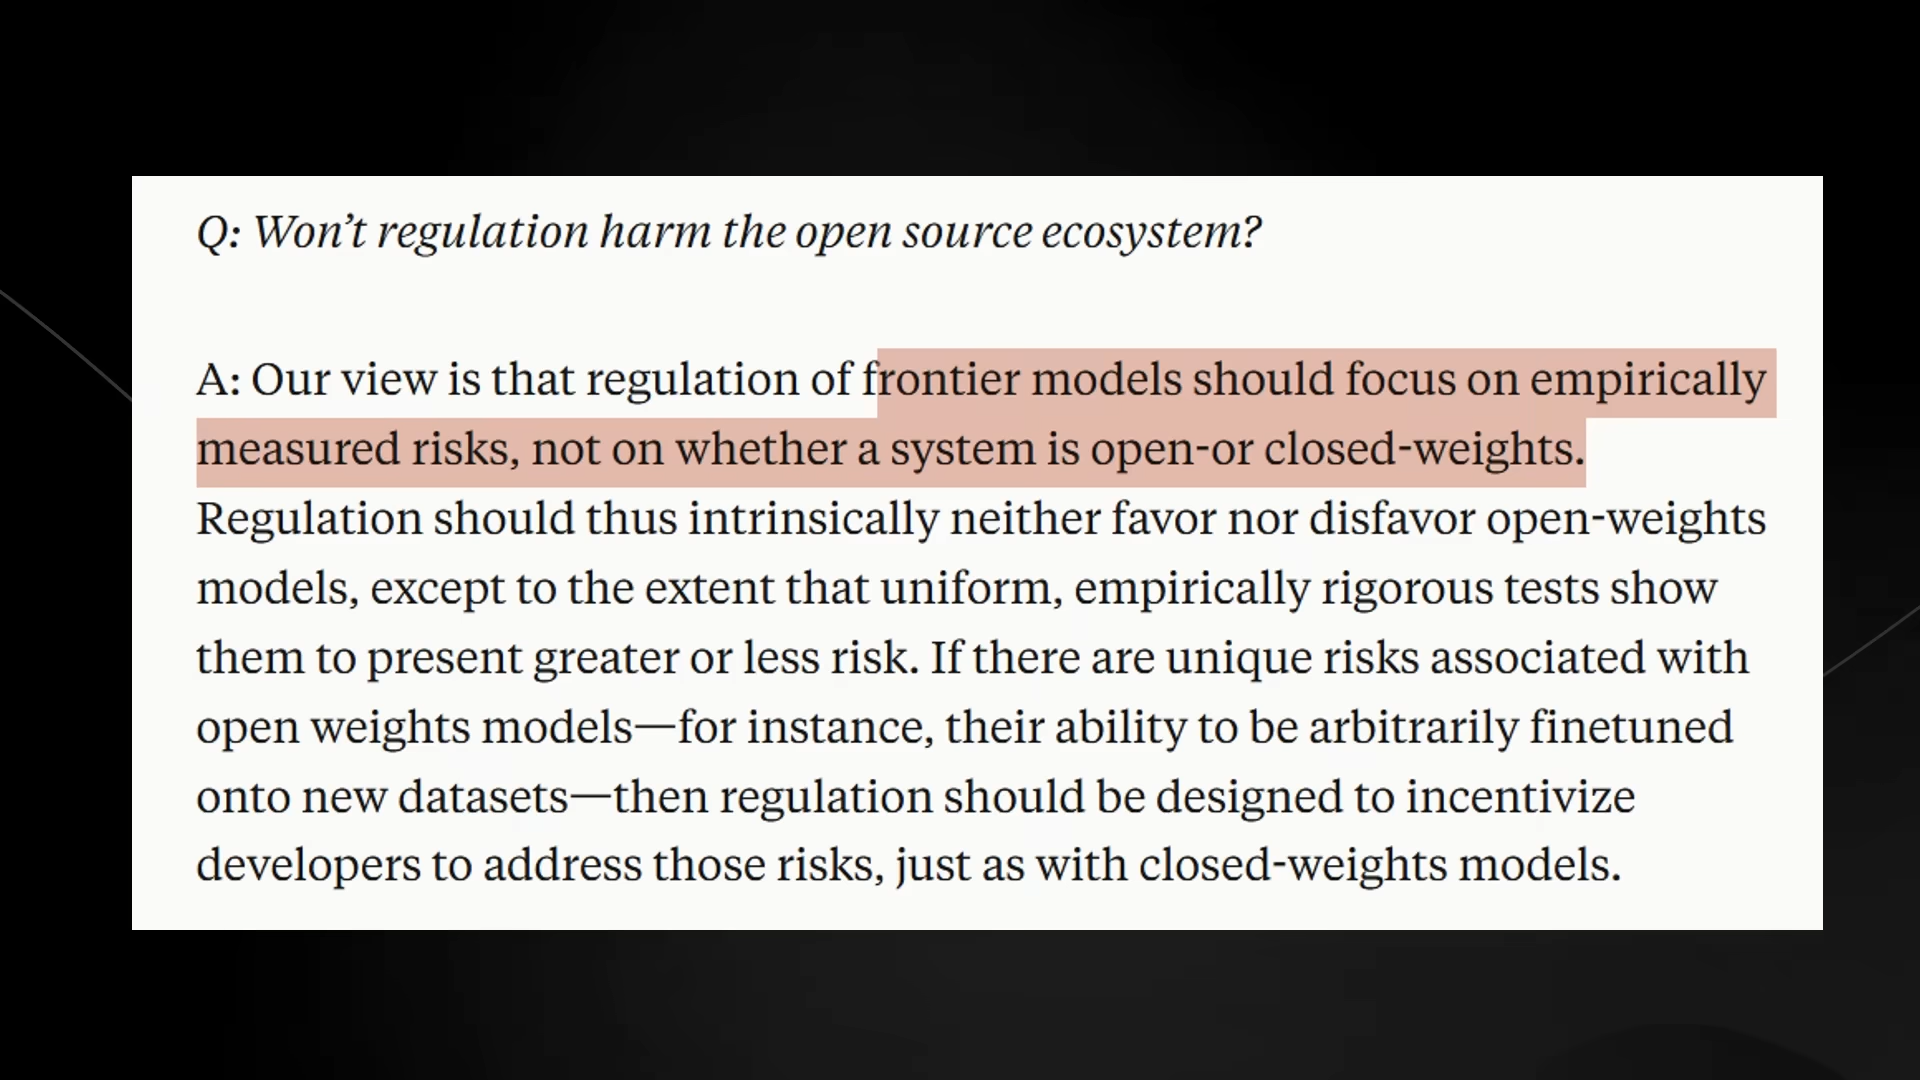 Q: Won’t regulation harm the open source ecosystem?
A: Our view is that regulation of frontier models should focus on empirically
measured risks, not on whether a system is open-or closed-weights.
Regulation should thus intrinsically neither favor nor disfavor open-weights
models, except to the extent that uniform, empirically rigorous tests show
them to present greater or less risk. If there are unique risks associated with
open weights models—for instance, their ability to be arbitrarily finetuned
onto new datasets—then regulation should be designed to incentivize
developers to address those risks, just as with closed-weights models.